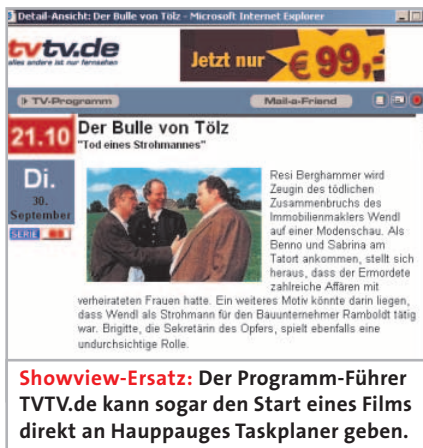 Detail-Ansicht: Der Bulle von Tölz - Microsoft Internet Explorer
tvtv.de
alles andere ist nur fernsehen
Jetzt nur € 99,-
TV-Programm
Mail-a-Friend
21.10
Der Bulle von Tölz
"Tod eines Strohmannes"
Di.
30.
September
SERIE
Resi Berghammer wird
Zeugin des tödlichen
Zusammenbruchs des
Immobilienmaklers Wendl
auf einer Modenschau. Als
Benno und Sabrina am
Tatort ankommen, stellt sich
heraus, dass der Ermordete
zahlreiche Affären mit
verheirateten Frauen hatte. Ein weiteres Motiv könnte darin liegen,
dass Wendl als Strohmann für den Bauunternehmer Ramboldt tätig
war. Brigitte, die Sekretärin des Opfers, spielt ebenfalls eine
undurchsichtige Rolle.
Showview-Ersatz: Der Programm-Führer
TVTV.de kann sogar den Start eines Films
direkt an Hauppauges Taskplaner geben.